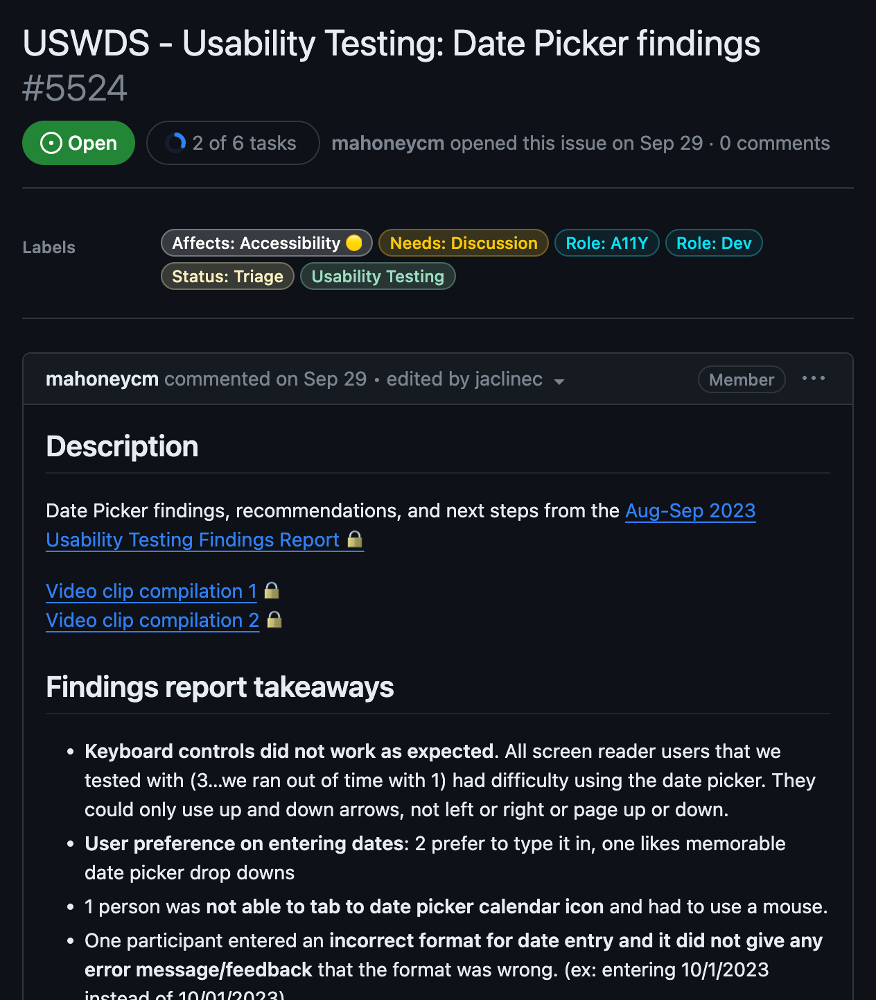 USWDS - Usability Testing: Date Picker findings
#5524
Open
2 of 6 tasks
mahoneycm opened this issue on Sep 29 · 0 comments
Labels
Affects: Accessibility 🟡
Needs: Discussion
Role: A11Y
Role: Dev
Status: Triage
Usability Testing
mahoneycm commented on Sep 29 • edited by jaclinec
Member
Description
Date Picker findings, recommendations, and next steps from the Aug-Sep 2023
Usability Testing Findings Report 🔒
Video clip compilation 1 🔒
Video clip compilation 2 🔒
Findings report takeaways
• Keyboard controls did not work as expected. All screen reader users that we
tested with (3...we ran out of time with 1) had difficulty using the date picker. They
could only use up and down arrows, not left or right or page up or down.
• User preference on entering dates: 2 prefer to type it in, one likes memorable
date picker drop downs
• 1 person was not able to tab to date picker calendar icon and had to use a mouse.
• One participant entered an incorrect format for date entry and it did not give any
error message/feedback that the format was wrong. (ex: entering 10/1/2023
instead of 10/01/2023)